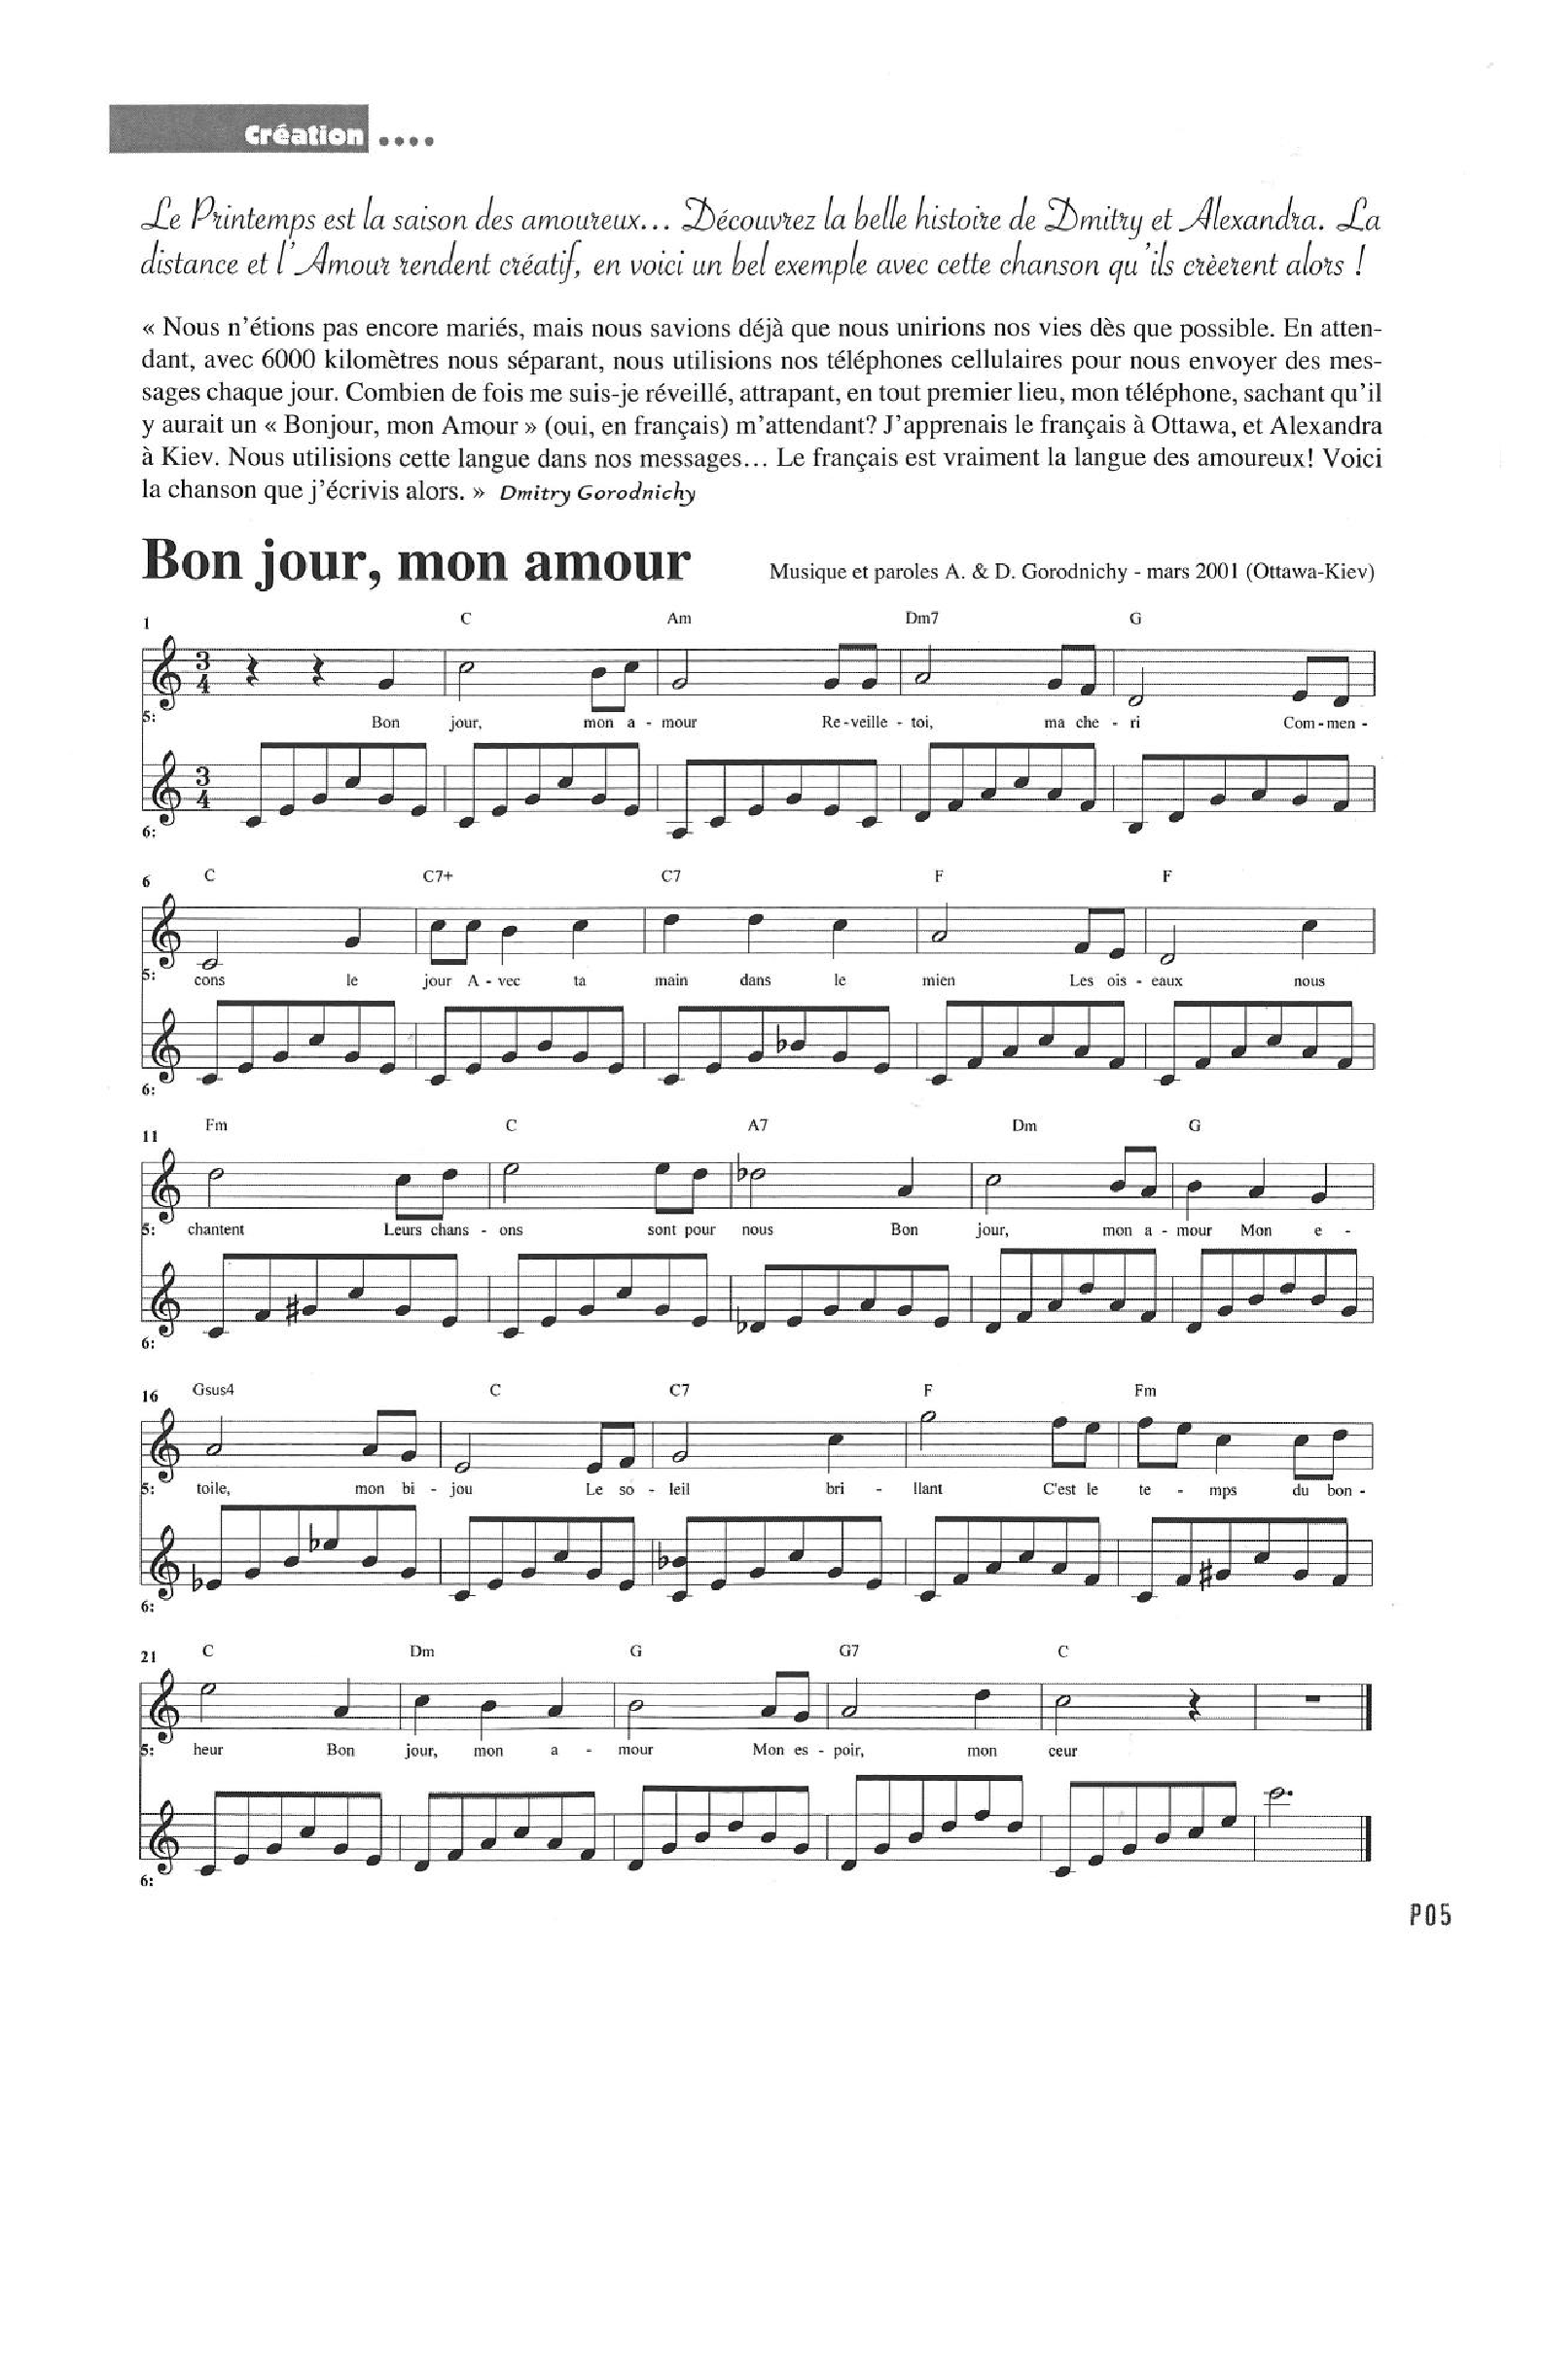 Création ....
Le Printemps est la saison des amoureux... Découvrez la belle histoire de Dmitry et Alexandra. La
distance et l'Amour rendent créatif, en voici un bel exemple avec cette chanson qu'ils crèerent alors !
« Nous n'étions pas encore mariés, mais nous savions déjà que nous unirions nos vies dès que possible. En atten-
dant, avec 6000 kilomètres nous séparant, nous utilisions nos téléphones cellulaires pour nous envoyer des mes-
sages chaque jour. Combien de fois me suis-je réveillé, attrapant, en tout premier lieu, mon téléphone, sachant qu'il
y aurait un « Bonjour, mon Amour » (oui, en français) m'attendant? J'apprenais le français à Ottawa, et Alexandra
à Kiev. Nous utilisions cette langue dans nos messages... Le français est vraiment la langue des amoureux! Voici
la chanson que j'écrivis alors. » Dmitry Gorodnichy
Bon jour, mon amour Musique et paroles A. & D. Gorodnichy - mars 2001 (Ottawa-Kiev)
1 C Am Dm7 G
3 4
5: Bon jour, mon a - mour Re-veille - toi, ma che - ri Com-men -
3 4
6:
6 C C7+ C7 F F
5: cons le jour A - vec ta main dans le mien Les ois - eaux nous
6:
11 Fm C A7 Dm G
5: chantent Leurs chans - ons sont pour nous Bon jour, mon a - mour Mon e -
6:
16 Gsus4 C C7 F Fm
5: toile, mon bi - jou Le so - leil bri - llant C'est le te - mps du bon -
6:
21 C Dm G G7 C
5: heur Bon jour, mon a - mour Mon es - poir, mon ceur
6:
P05